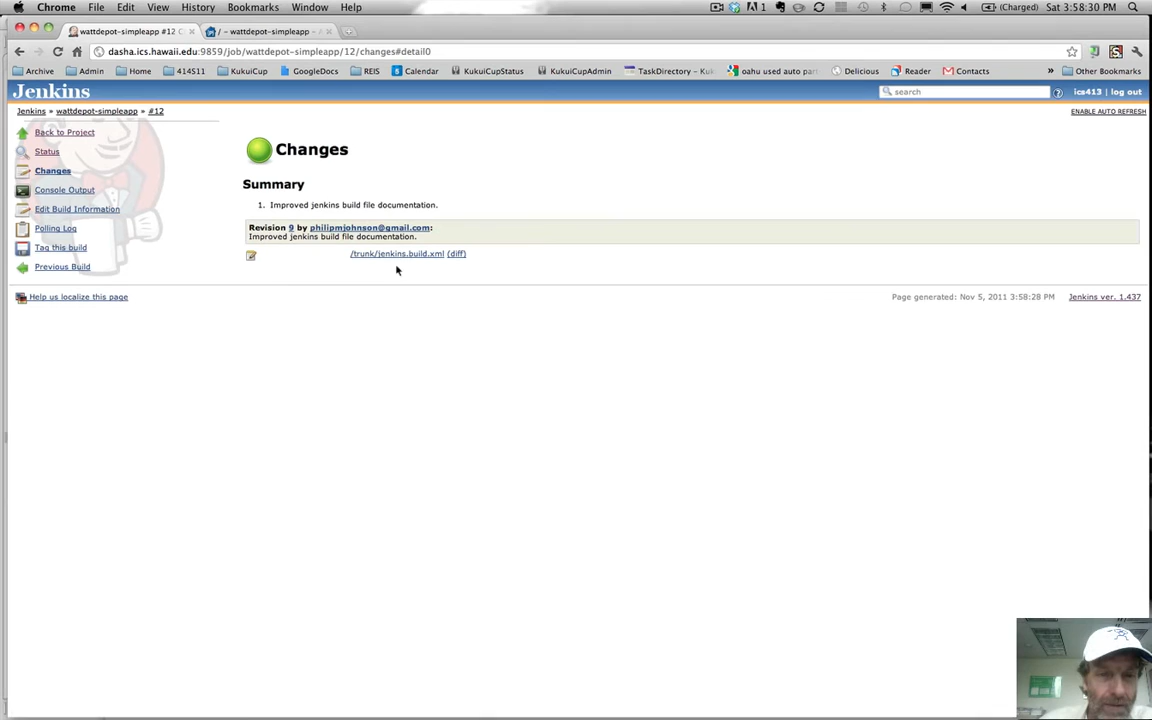 Chrome File Edit View History Bookmarks Window Help 1 (Charged) Sat 3:58:30 PM
wattdepot-simpleapp #12 C / - wattdepot-simpleapp - A
dasha.ics.hawaii.edu:9859/job/wattdepot-simpleapp/12/changes#detail0
Archive Admin Home 414S11 KukuiCup GoogleDocs REIS 5 Calendar KukuiCupStatus KukuiCupAdmin TaskDirectory - Kuk oahu used auto part Delicious Reader Contacts » Other Bookmarks
Jenkins search ? ics413 | log out
Jenkins » wattdepot-simpleapp » #12 ENABLE AUTO REFRESH
Back to Project
Status
Changes
Console Output
Edit Build Information
Polling Log
Tag this build
Previous Build
Changes
Summary
1. Improved jenkins build file documentation.
Revision 9 by philipmjohnson@gmail.com:
Improved jenkins build file documentation.
/trunk/jenkins.build.xml (diff)
Help us localize this page Page generated: Nov 5, 2011 3:58:28 PM Jenkins ver. 1.437